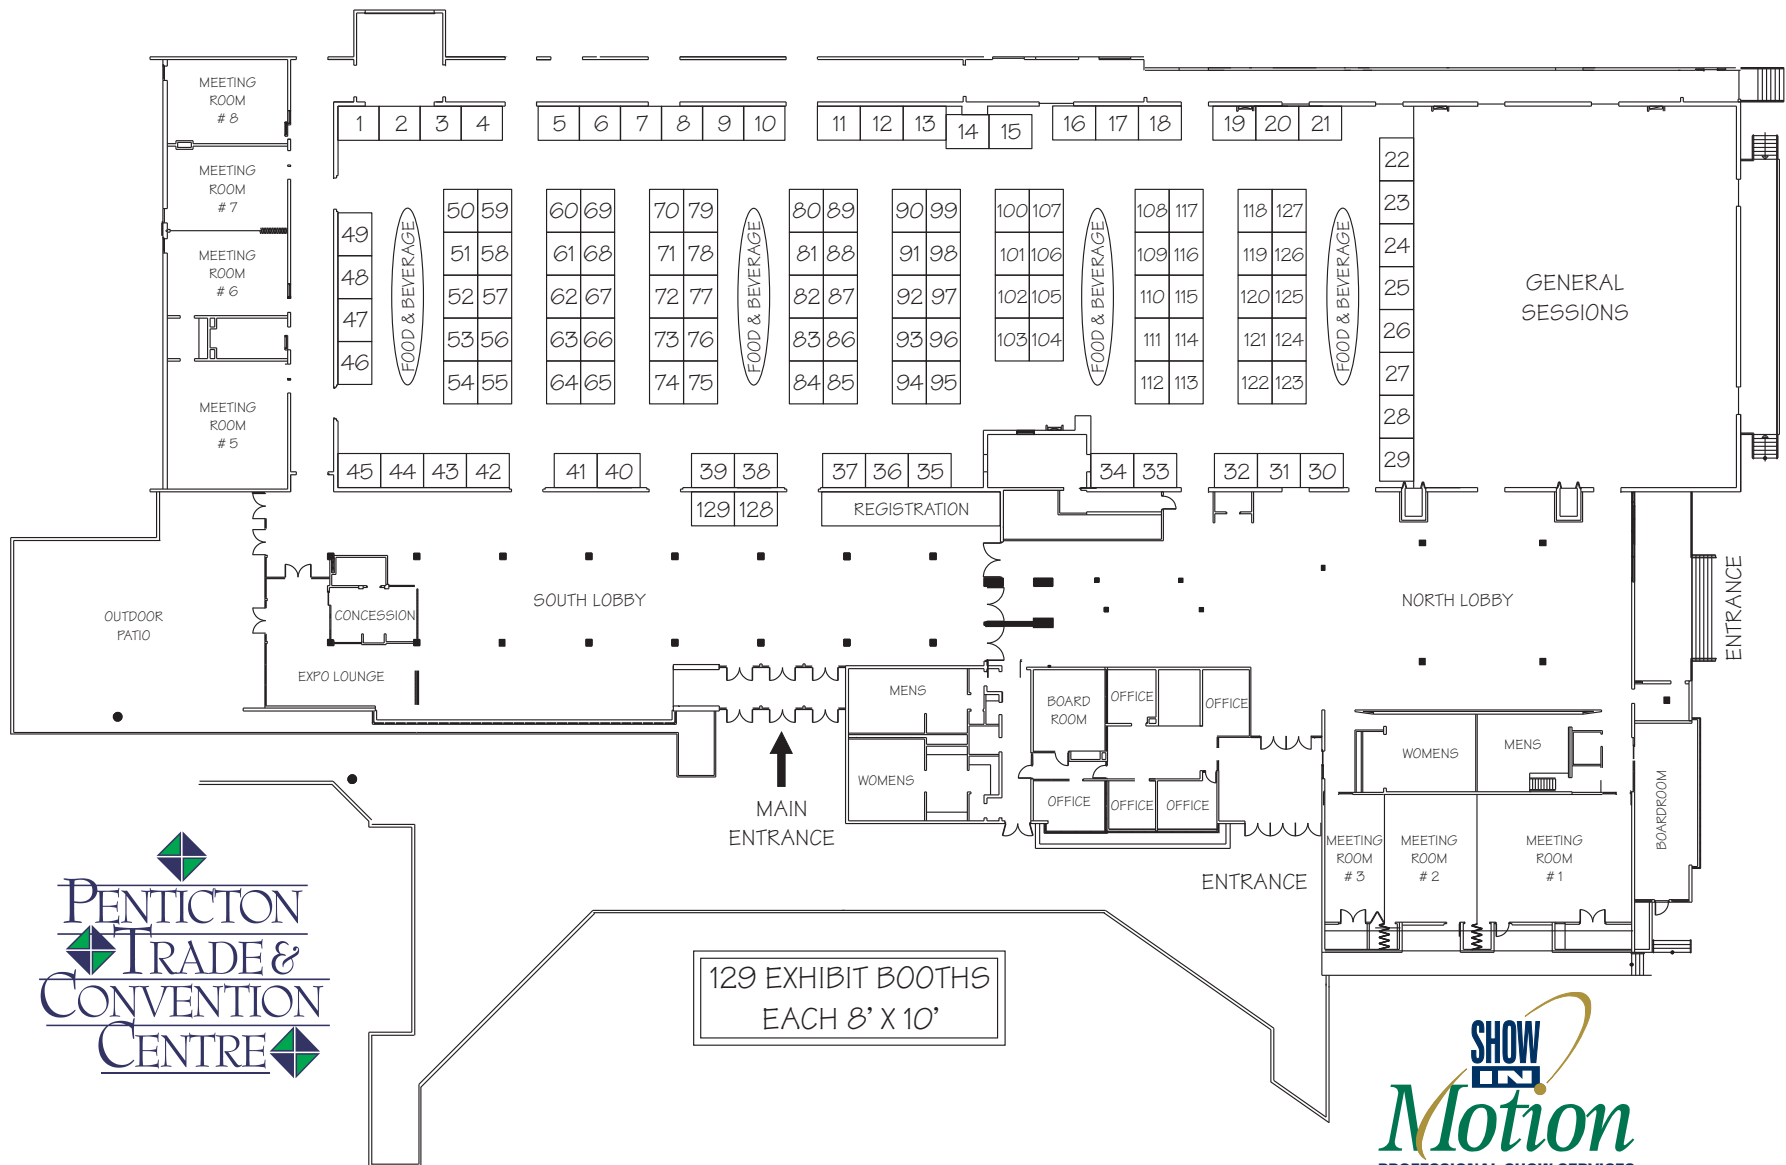 MEETING
ROOM
# 8
MEETING
ROOM
# 7
MEETING
ROOM
# 6
MEETING
ROOM
# 5
1 2 3 4 5 6 7 8 9 10 11 12 13 14 15 16 17 18 19 20 21
22
23
24
25
26
27
28
29
49
48
47
46
FOOD & BEVERAGE
50 59
51 58
52 57
53 56
54 55
60 69
61 68
62 67
63 66
64 65
70 79
71 78
72 77
73 76
74 75
FOOD & BEVERAGE
80 89
81 88
82 87
83 86
84 85
90 99
91 98
92 97
93 96
94 95
100 107
101 106
102 105
103 104
FOOD & BEVERAGE
108 117
109 116
110 115
111 114
112 113
118 127
119 126
120 125
121 124
122 123
FOOD & BEVERAGE
GENERAL
SESSIONS
45 44 43 42 41 40 39 38 37 36 35 34 33 32 31 30
129 128
REGISTRATION
OUTDOOR
PATIO
CONCESSION
EXPO LOUNGE
SOUTH LOBBY
NORTH LOBBY
ENTRANCE
MENS
WOMENS
BOARD
ROOM
OFFICE
OFFICE
OFFICE
OFFICE
OFFICE
WOMENS
MENS
BOARDROOM
MEETING
ROOM
# 3
MEETING
ROOM
# 2
MEETING
ROOM
# 1
MAIN
ENTRANCE
ENTRANCE
PENTICTON
TRADE &
CONVENTION
CENTRE
129 EXHIBIT BOOTHS
EACH 8' X 10'
SHOW
IN
Motion
PROFESSIONAL SHOW SERVICES